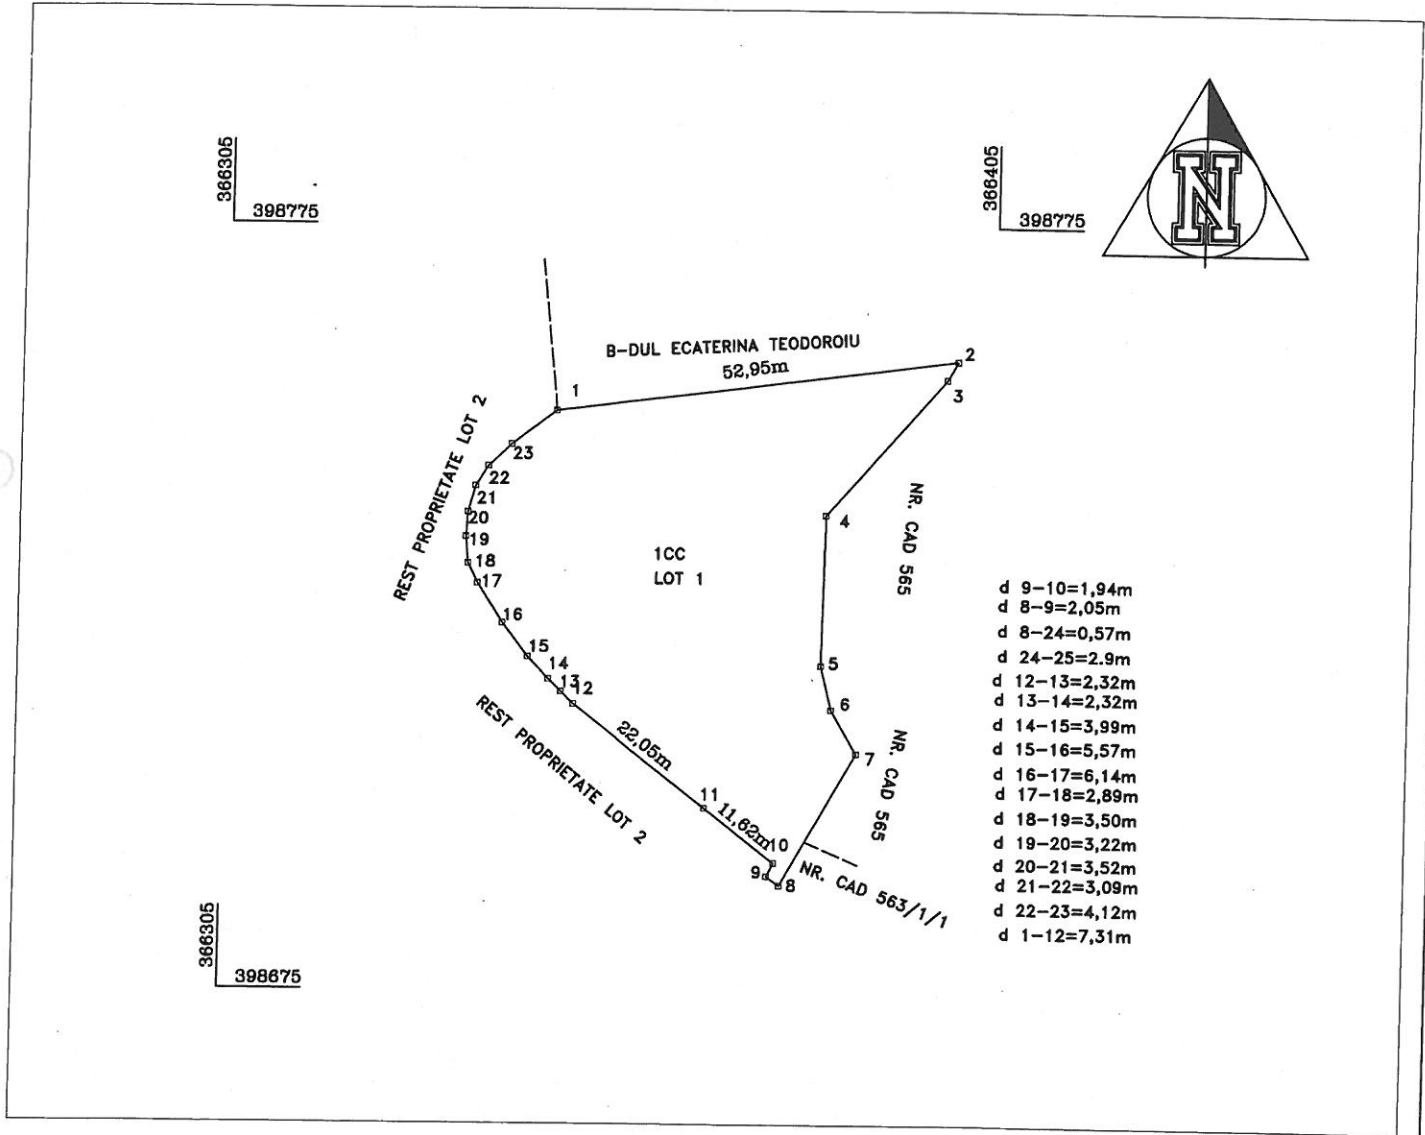 366305
398775
366405
398775
N
B-DUL ECATERINA TEODOROIU
52,95m
1
2
3
23
22
21
20
19
18
17
16
15
14
13
12
REST PROPRIETATE LOT 2
4
NR. CAD 565
1CC
LOT 1
5
6
7
NR. CAD 565
REST PROPRIETATE LOT 2
22,05m
11
11,62m
10
9
8
NR. CAD 563/1/1
d 9-10=1,94m
d 8-9=2,05m
d 8-24=0,57m
d 24-25=2.9m
d 12-13=2,32m
d 13-14=2,32m
d 14-15=3,99m
d 15-16=5,57m
d 16-17=6,14m
d 17-18=2,89m
d 18-19=3,50m
d 19-20=3,22m
d 20-21=3,52m
d 21-22=3,09m
d 22-23=4,12m
d 1-12=7,31m
366305
398675